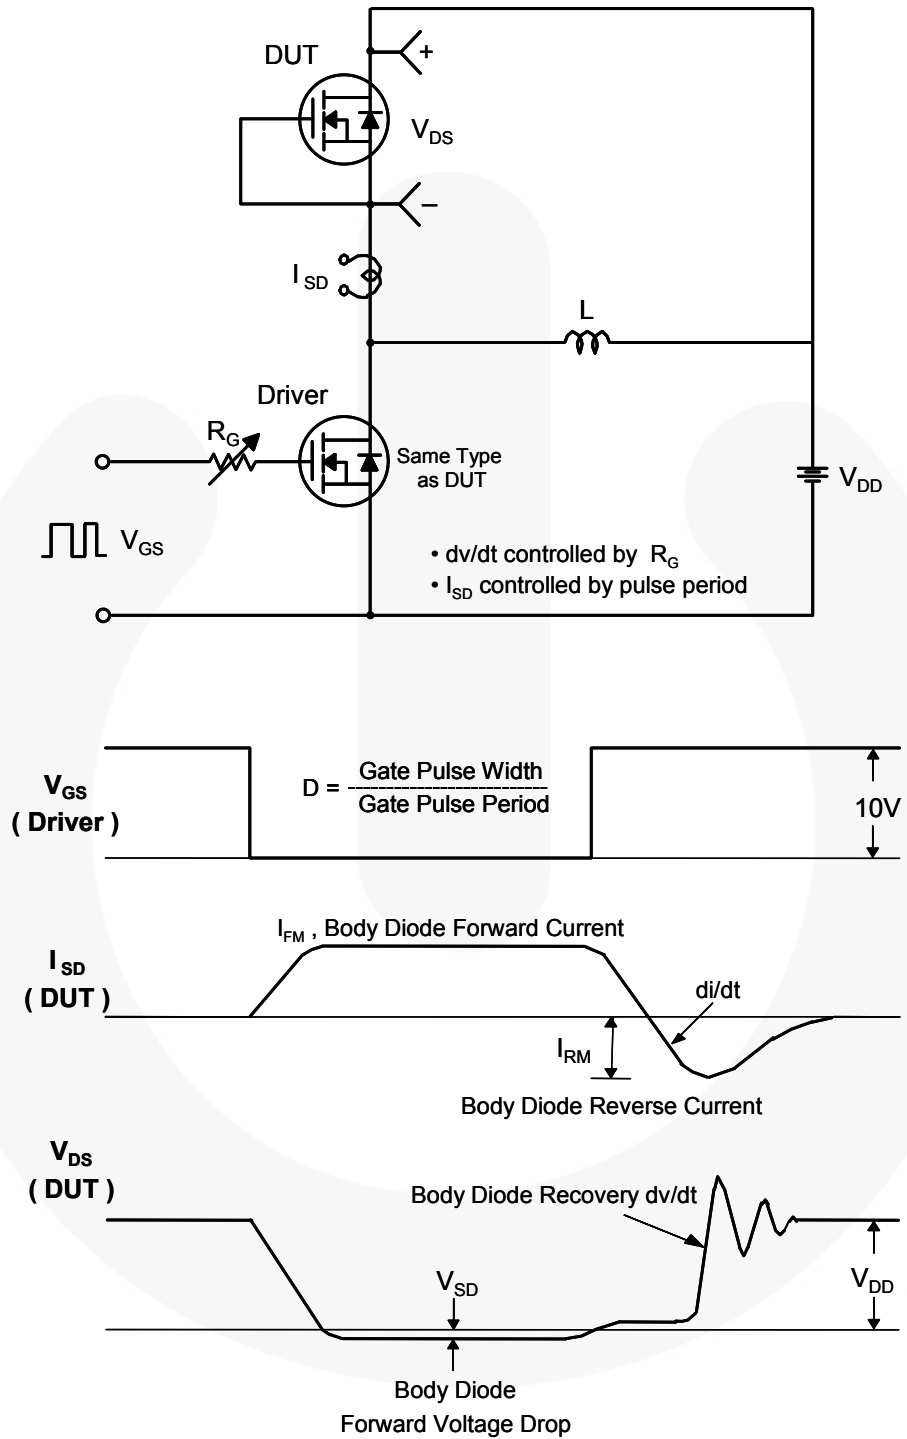 DUT
+
V_DS
−
I_SD
L
Driver
R_G
Same Type
as DUT
V_DD
V_GS
• dv/dt controlled by R_G
• I_SD controlled by pulse period
V_GS
( Driver )
D = Gate Pulse Width
Gate Pulse Period
10V
I_FM , Body Diode Forward Current
I_SD
( DUT )
di/dt
I_RM
Body Diode Reverse Current
V_DS
( DUT )
Body Diode Recovery dv/dt
V_SD
V_DD
Body Diode
Forward Voltage Drop